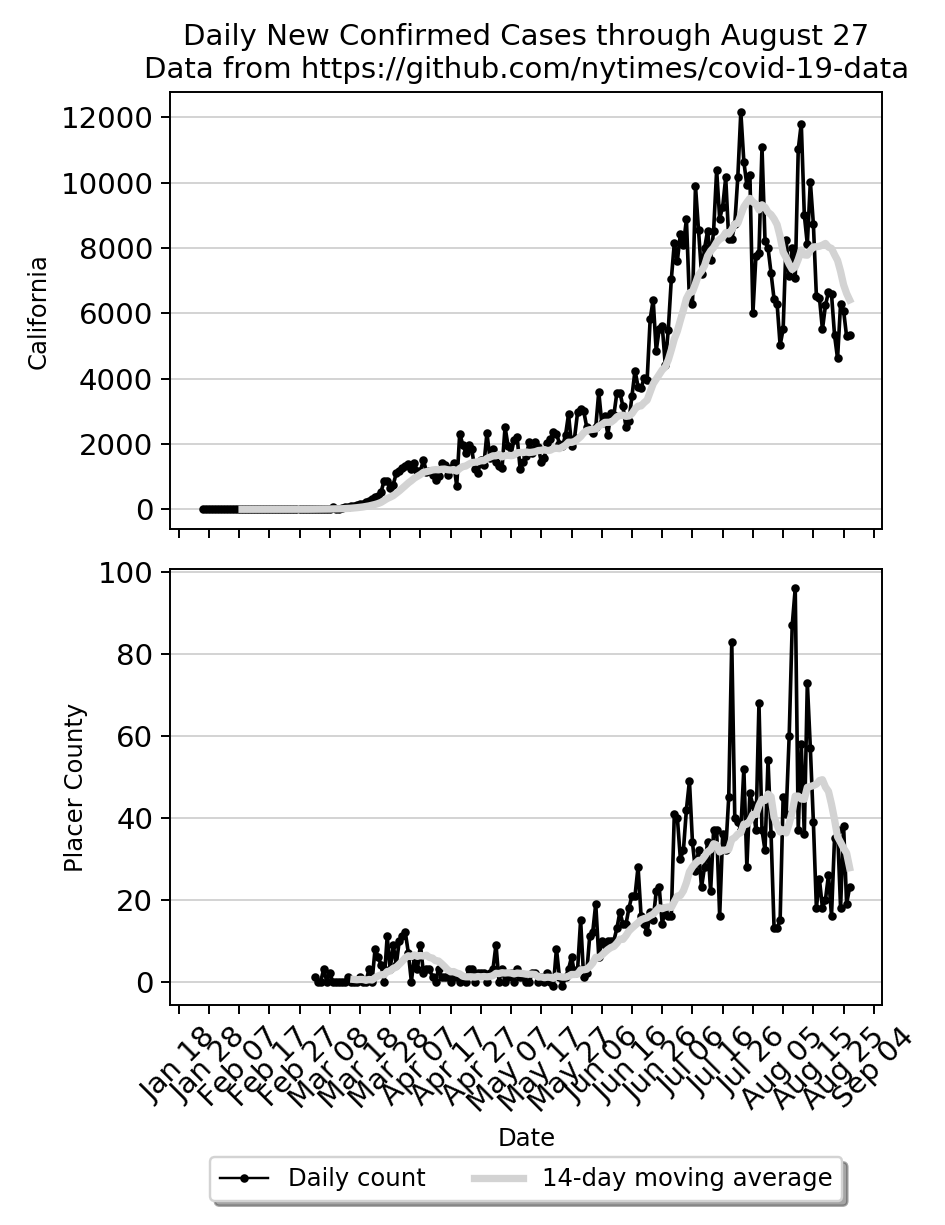 Daily New Confirmed Cases through August 27
Data from https://github.com/nytimes/covid-19-data
12000
10000
8000
6000
4000
2000
0
California
100
80
60
40
20
0
Placer County
Jan 18
Jan 28
Feb 07
Feb 17
Feb 27
Mar 08
Mar 18
Mar 28
Apr 07
Apr 17
Apr 27
May 07
May 17
May 27
Jun 06
Jun 16
Jun 26
Jul 06
Jul 16
Jul 26
Aug 05
Aug 15
Aug 25
Sep 04
Date
Daily count
14-day moving average